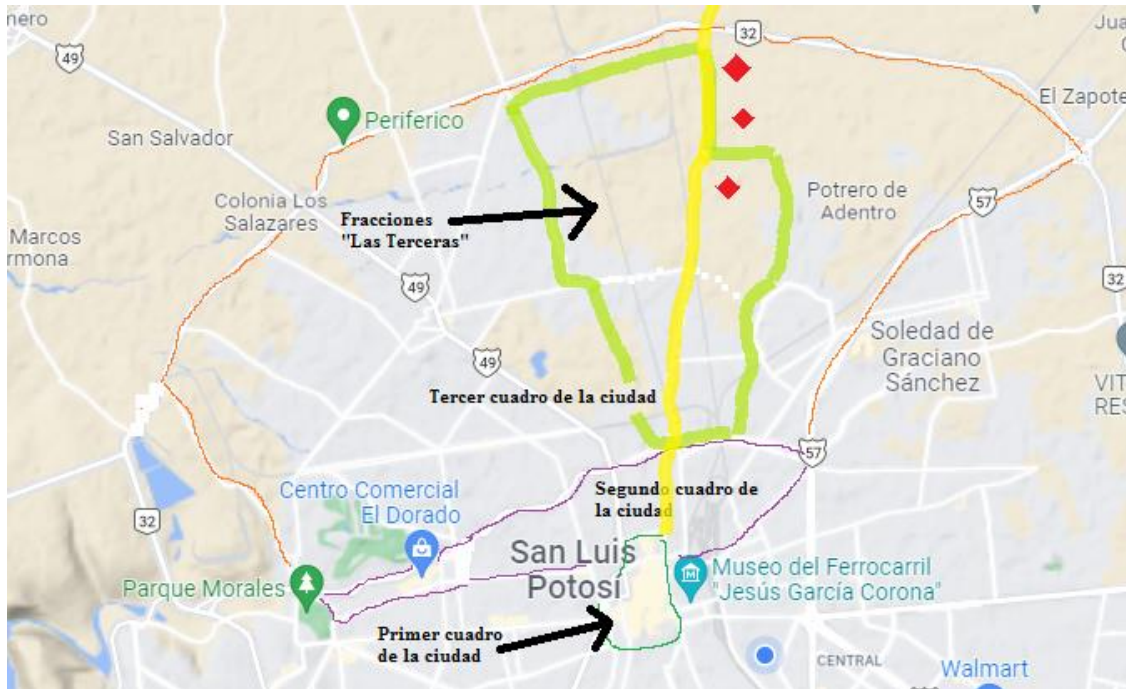 nero
49
32
Jua
C
Periferico
El Zapote
San Salvador
Colonia Los
Salazares
Potrero de
Adentro
57
Fracciones
"Las Terceras"
Marcos
rmona
49
32
49
Soledad de
Graciano
Sánchez
Tercer cuadro de la ciudad
VIT
RES
57
Centro Comercial
El Dorado
Segundo cuadro de
la ciudad
32
San Luis
Potosí
Museo del Ferrocarril
"Jesús García Corona"
Parque Morales
Primer cuadro
de la ciudad
CENTRAL
Walmart